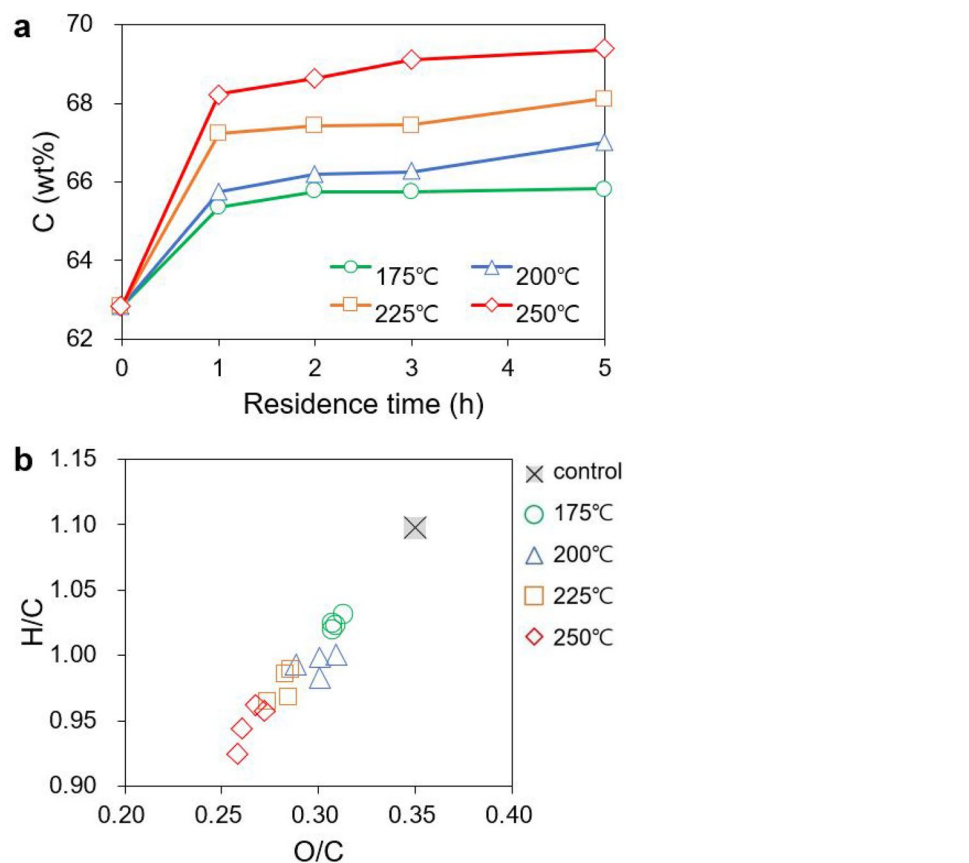 a
70
68
66
64
62
C (wt%)
175℃ 200℃
225℃ 250℃
0 1 2 3 4 5
Residence time (h)
b
1.15
1.10
1.05
1.00
0.95
0.90
H/C
control
175℃
200℃
225℃
250℃
0.20 0.25 0.30 0.35 0.40
O/C